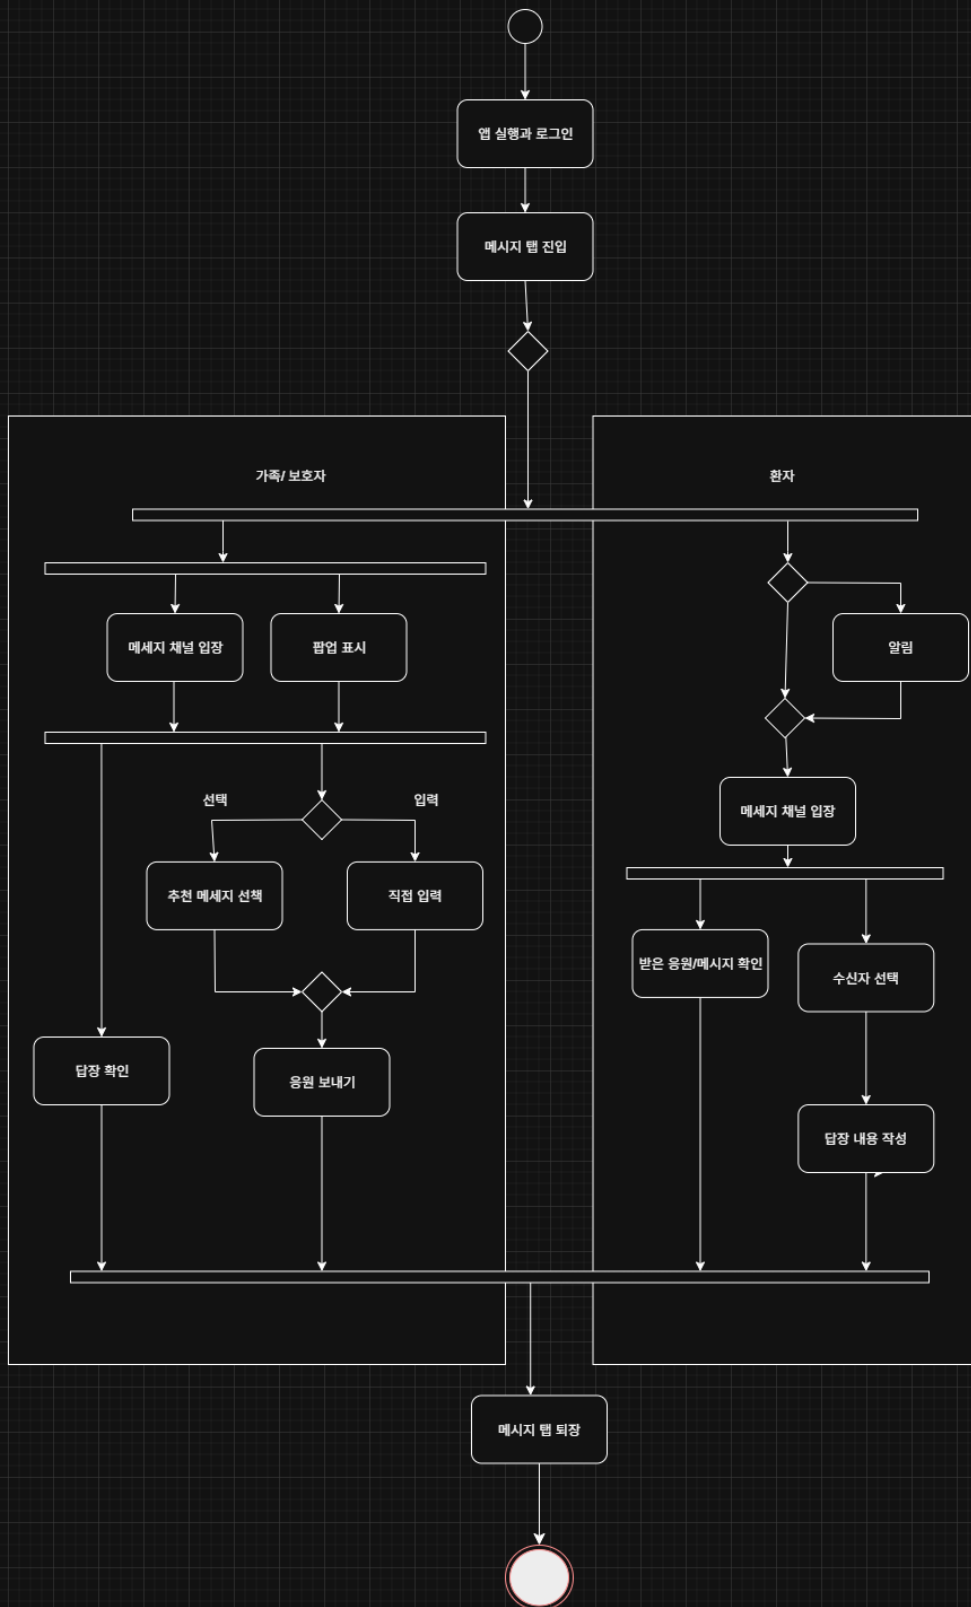 앱 실행과 로그인
메시지 탭 진입
가족/ 보호자
환자
메세지 채널 입장
팝업 표시
알림
선택
입력
메세지 채널 입장
추천 메세지 선책
직접 입력
받은 응원/메시지 확인
수신자 선택
답장 확인
응원 보내기
답장 내용 작성
메시지 탭 퇴장